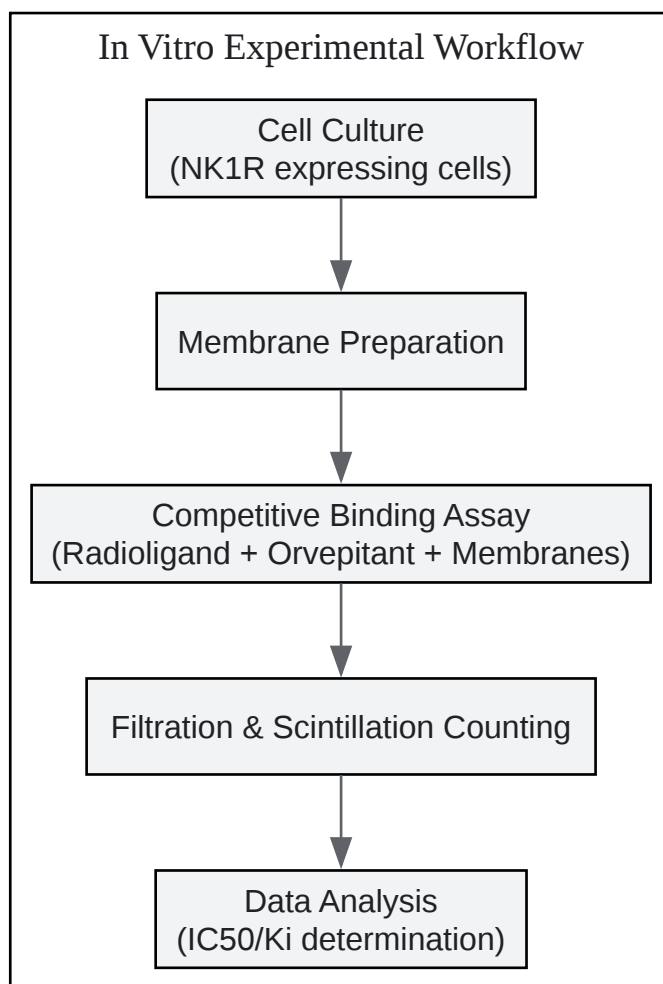 In Vitro Experimental Workflow
Cell Culture
(NK1R expressing cells)
Membrane Preparation
Competitive Binding Assay
(Radioligand + Orvepitant + Membranes)
Filtration & Scintillation Counting
Data Analysis
(IC50/Ki determination)